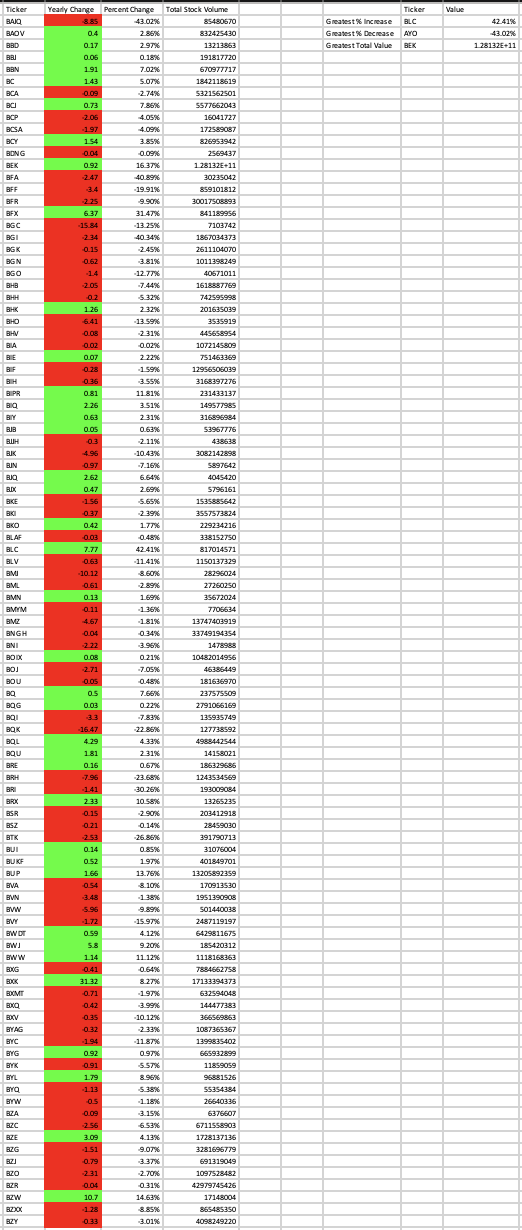 Ticker Yearly Change Percent Change Total Stock Volume Ticker Value
BAJQ -8.85 -43.02% 85480670 Greatest % Increase BLC 42.41%
BAOV 0.4 2.86% 832425430 Greatest % Decrease AYO -43.02%
BBD 0.17 2.97% 13213863 Greatest Total Value BEK 1.28132E+11
BBJ 0.06 0.18% 191817720
BBN 1.91 7.02% 670977717
BC 1.43 5.07% 1842118619
BCA -0.09 -2.74% 5321562501
BCJ 0.73 7.86% 5577662043
BCP -2.06 -4.05% 16041727
BCSA -1.97 -4.09% 172589087
BCY 1.54 3.85% 826953942
BDNG -0.04 -0.09% 2569437
BEK 0.92 16.37% 1.28132E+11
BFA -2.47 -40.89% 30235042
BFF -3.4 -19.91% 859101812
BFR -2.25 -9.90% 30017508893
BFX 6.37 31.47% 841189956
BGC -15.84 -13.25% 7103742
BGI -2.34 -40.34% 1867034373
BGK -0.15 -2.45% 2611104070
BGN -0.62 -3.81% 1011398249
BGO -1.4 -12.77% 40671011
BHB -2.05 -7.44% 1618887769
BHH -0.2 -5.32% 742595998
BHK 1.26 2.32% 201635039
BHO -6.41 -13.59% 3535919
BHV -0.08 -2.31% 445658954
BIA -0.02 -0.02% 1072145809
BIE 0.07 2.22% 751463369
BIF -0.28 -1.59% 12956506039
BIH -0.36 -3.55% 3168397276
BIPR 0.81 11.81% 231433137
BIQ 2.26 3.51% 149577985
BIY 0.63 2.31% 316896984
BJB 0.05 0.63% 53967776
BJJH -0.3 -2.11% 438638
BJK -4.96 -10.43% 3082142898
BJN -0.97 -7.16% 5897642
BJQ 2.62 6.64% 4045420
BJX 0.47 2.69% 5796161
BKE -1.56 -5.65% 1535885642
BKI -0.37 -2.39% 3557573824
BKO 0.42 1.77% 229234216
BLAF -0.03 -0.48% 338152750
BLC 7.77 42.41% 817014571
BLV -0.63 -11.41% 1150137329
BMJ -10.12 -8.60% 28296024
BML -0.61 -2.89% 27260250
BMN 0.13 1.69% 35672024
BMYM -0.11 -1.36% 7706634
BMZ -4.67 -1.81% 13747403919
BNGH -0.04 -0.34% 33749194354
BNI -2.22 -3.96% 1478988
BOIX 0.08 0.21% 10482014956
BOJ -2.71 -7.05% 46386449
BOU -0.05 -0.48% 181636970
BQ 0.5 7.66% 237575509
BQG 0.03 0.22% 2791066169
BQI -3.3 -7.83% 135935749
BQK -16.47 -22.86% 127738592
BQL 4.29 4.33% 4988442544
BQU 1.81 2.31% 14158021
BRE 0.16 0.67% 186329686
BRH -7.96 -23.68% 1243534569
BRI -1.41 -30.26% 193009084
BRX 2.33 10.58% 13265235
BSR -0.15 -2.90% 203412918
BSZ -0.21 -0.14% 28459030
BTK -2.53 -26.86% 391790713
BUI 0.14 0.85% 31076004
BUKF 0.52 1.97% 401849701
BUP 1.66 13.76% 13205892359
BVA -0.54 -8.10% 170913530
BVN -3.48 -1.38% 1951390908
BVW -5.96 -9.89% 501440038
BVY -1.72 -15.97% 2487119197
BWDT 0.59 4.12% 6429811675
BWJ 5.8 9.20% 185420312
BWW 1.14 11.12% 1118168363
BXG -0.41 -0.64% 7884662758
BXK 31.32 8.27% 17133394373
BXMT -0.71 -1.97% 632594048
BXQ -0.42 -3.99% 144477383
BXV -0.35 -10.12% 366569863
BYAG -0.32 -2.33% 1087365367
BYC -1.94 -11.87% 1399835402
BYG 0.92 0.97% 665932899
BYK -0.91 -5.57% 11859059
BYL 1.79 8.96% 96881526
BYQ -1.13 -5.38% 55354384
BYW -0.5 -1.18% 26640336
BZA -0.09 -3.15% 6376607
BZC -2.56 -6.53% 6711558903
BZE 3.09 4.13% 1728137136
BZG -1.51 -9.07% 3281696779
BZJ -0.79 -3.37% 691319049
BZO -2.31 -2.70% 1097528482
BZR -0.04 -0.31% 42979745426
BZW 10.7 14.63% 17148004
BZXX -1.28 -8.85% 865485350
BZY -0.33 -3.01% 4098249220